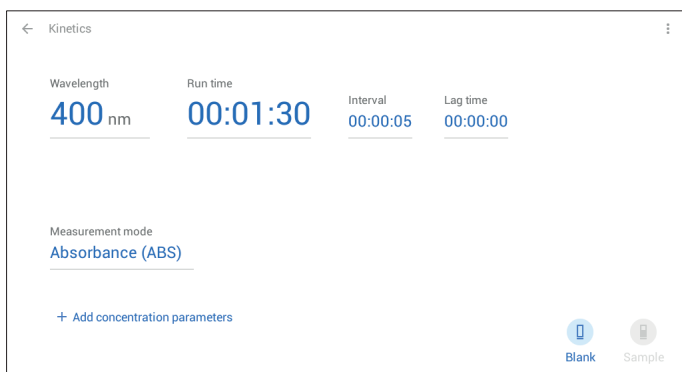 Kinetics
Wavelength
400 nm
Run time
00:01:30
Interval
00:00:05
Lag time
00:00:00
Measurement mode
Absorbance (ABS)
+ Add concentration parameters
Blank
Sample